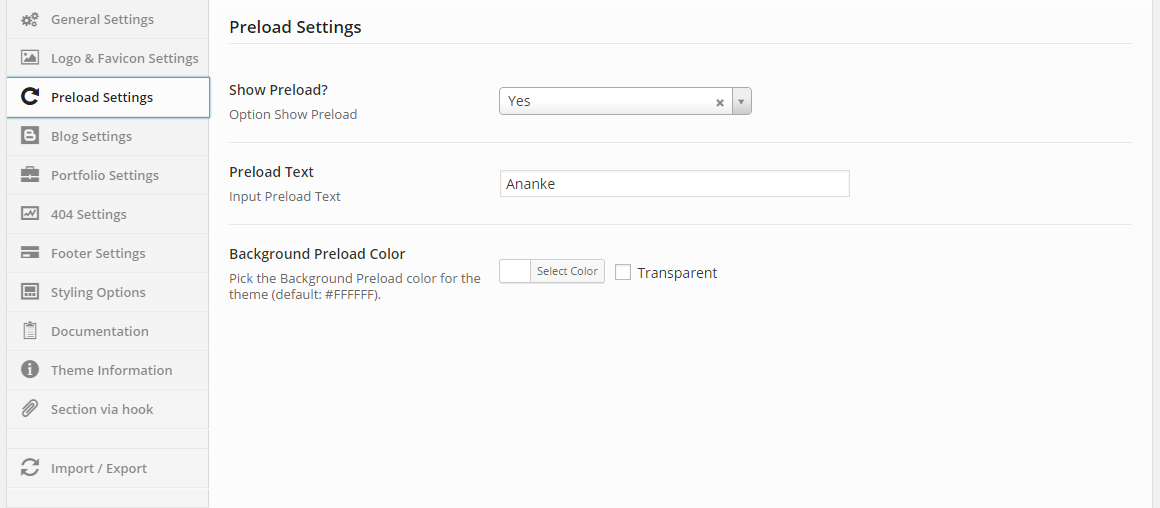 General Settings
Logo & Favicon Settings
Preload Settings
Blog Settings
Portfolio Settings
404 Settings
Footer Settings
Styling Options
Documentation
Theme Information
Section via hook
Import / Export
Preload Settings
Show Preload?
Option Show Preload
Yes
Preload Text
Input Preload Text
Ananke
Background Preload Color
Pick the Background Preload color for the
theme (default: #FFFFFF).
Select Color
Transparent